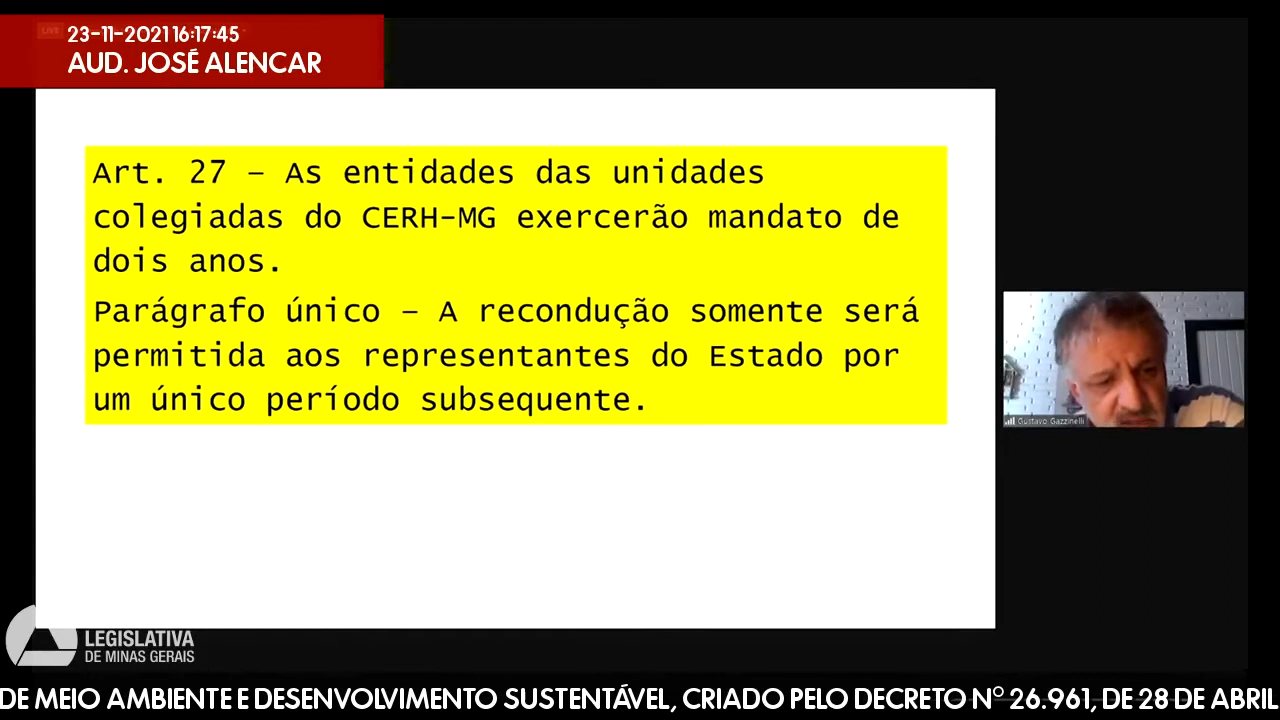 LIVE
23-11-2021 16:17:45
AUD. JOSÉ ALENCAR
Art. 27 – As entidades das unidades
colegiadas do CERH-MG exercerão mandato de
dois anos.
Parágrafo único – A recondução somente será
permitida aos representantes do Estado por
um único período subsequente.
Gustavo Gazzinelli
LEGISLATIVA
DE MINAS GERAIS
DE MEIO AMBIENTE E DESENVOLVIMENTO SUSTENTÁVEL, CRIADO PELO DECRETO Nº 26.961, DE 28 DE ABRIL